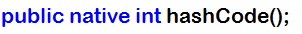 public native int hashCode();